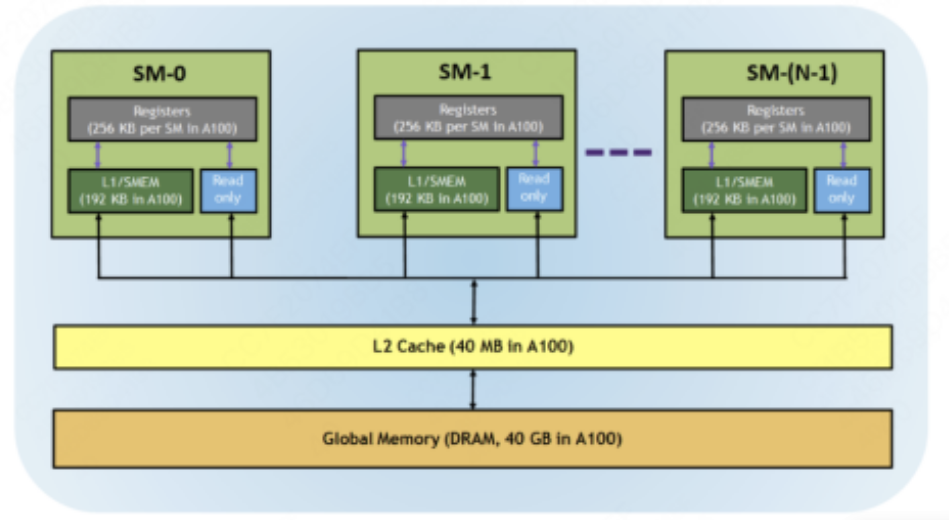 SM-0
Registers
(256 KB per SM in A100)
L1/SMEM
(192 KB in A100)
Read
only
SM-1
Registers
(256 KB per SM in A100)
L1/SMEM
(192 KB in A100)
Read
only
SM-(N-1)
Registers
(256 KB per SM in A100)
L1/SMEM
(192 KB in A100)
Read
only
L2 Cache (40 MB in A100)
Global Memory (DRAM, 40 GB in A100)